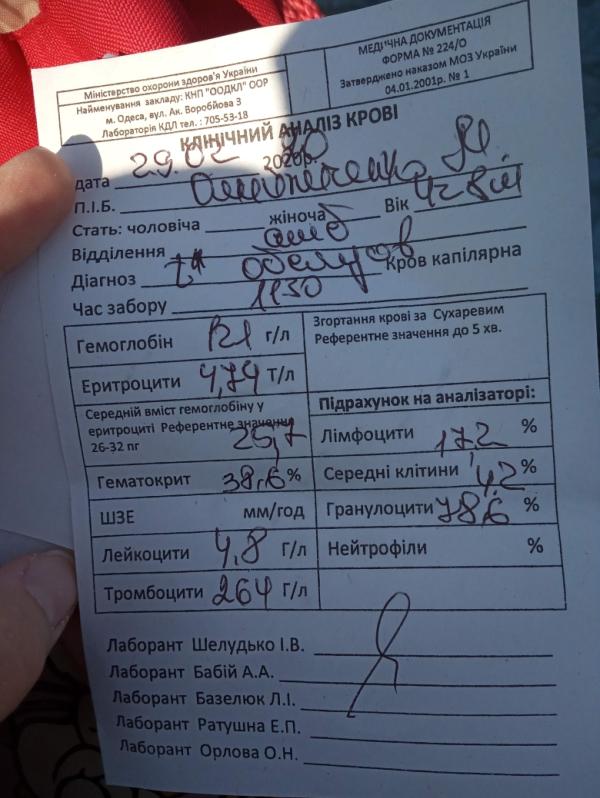 Міністерство охорони здоров'я України
Найменування закладу: КНП "ООДКЛ" ООР
м. Одеса, вул. Ак. Воробйова 3
Лабораторія КДЛ тел. : 705-53-18
МЕДИЧНА ДОКУМЕНТАЦІЯ
ФОРМА № 224/О
Затверджено наказом МОЗ України
04.01.2001р. № 1
КЛІНІЧНИЙ АНАЛІЗ КРОВІ
дата 29.02 2020р.
П.І.Б.
Стать: чоловіча жіноча Вік
Відділення амб
Діагноз Кров капілярна
Час забору 1130
Гемоглобін 121 г/л
Еритроцити 4,74 Т/л
Середній вміст гемоглобіну у
еритроциті Референтне значення
26-32 пг 25,7
Гематокрит 38,6 %
ШЗЕ мм/год
Лейкоцити 4,8 Г/л
Тромбоцити 264 Г/л
Згортання крові за Сухаревим
Референтне значення до 5 хв.
Підрахунок на аналізаторі:
Лімфоцити 17,2 %
Середні клітини 4,2 %
Гранулоцити 78,6 %
Нейтрофіли %
Лаборант Шелудько І.В.
Лаборант Бабій А.А.
Лаборант Базелюк Л.І.
Лаборант Ратушна Е.П.
Лаборант Орлова О.Н.